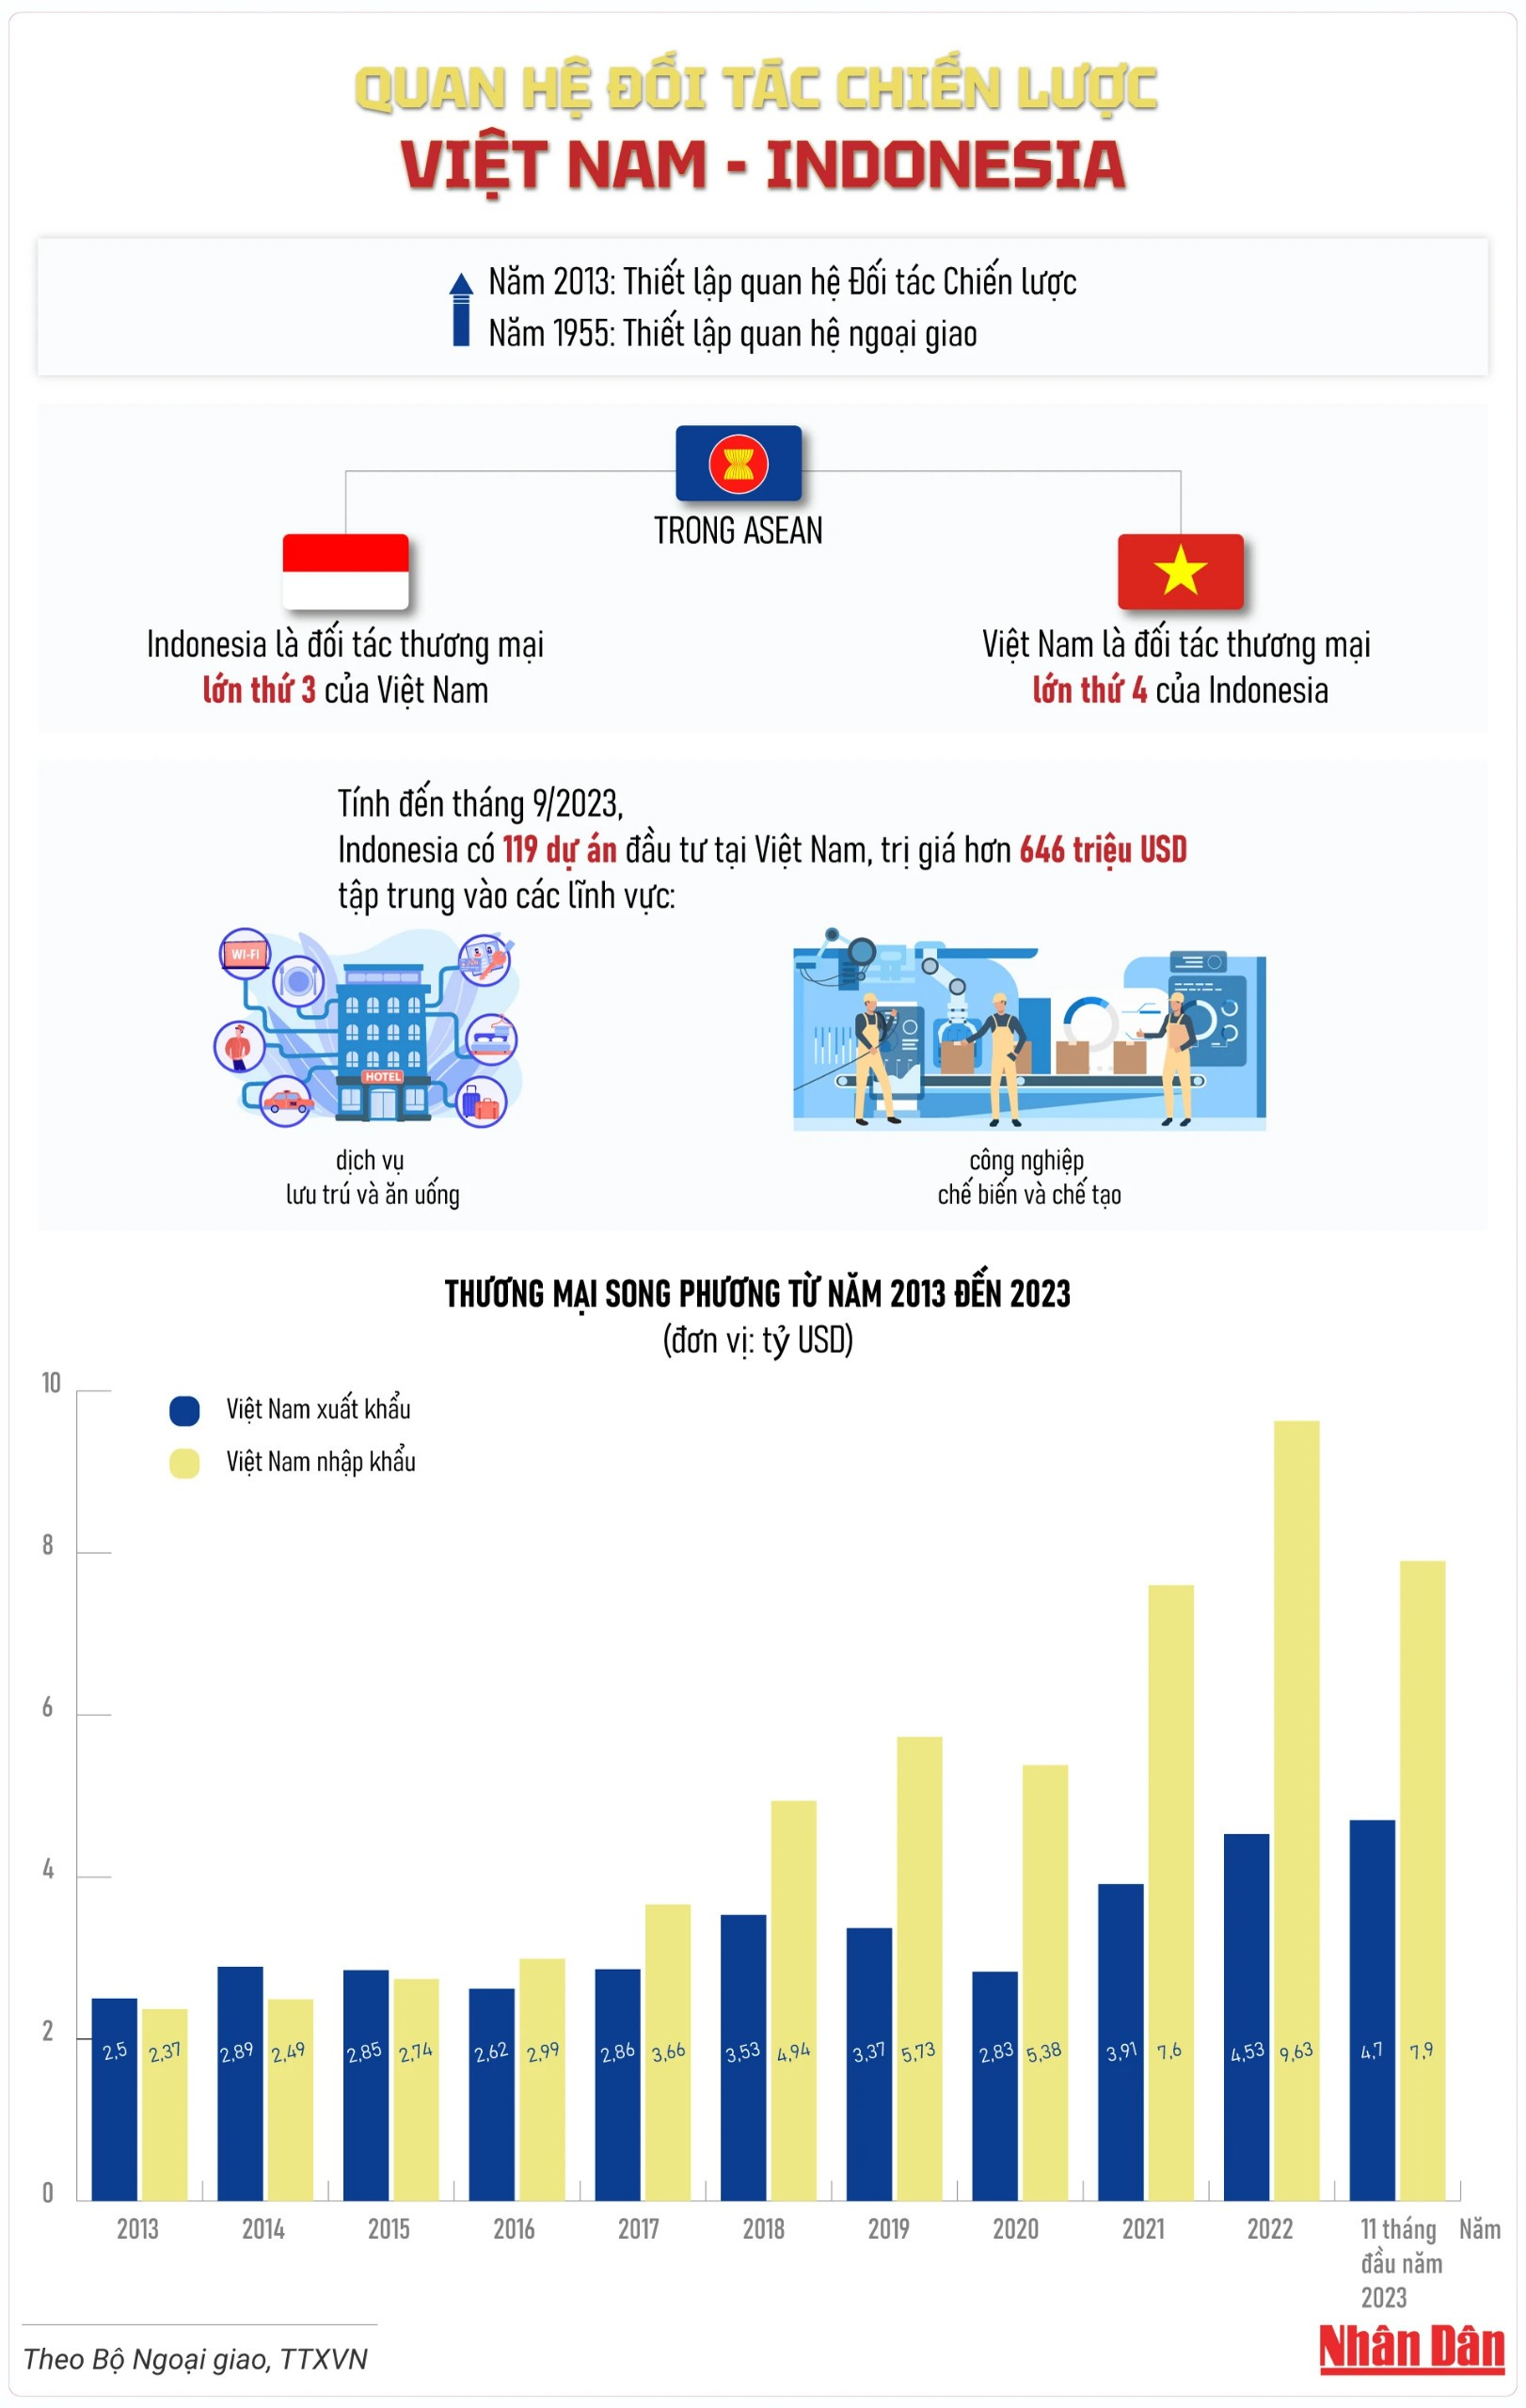 QUAN HỆ ĐỐI TÁC CHIẾN LƯỢC
VIỆT NAM - INDONESIA
Năm 2013: Thiết lập quan hệ Đối tác Chiến lược
Năm 1955: Thiết lập quan hệ ngoại giao
TRONG ASEAN
Indonesia là đối tác thương mại
lớn thứ 3 của Việt Nam
Việt Nam là đối tác thương mại
lớn thứ 4 của Indonesia
Tính đến tháng 9/2023,
Indonesia có 119 dự án đầu tư tại Việt Nam, trị giá hơn 646 triệu USD
tập trung vào các lĩnh vực:
WI-FI
HOTEL
dịch vụ
lưu trú và ăn uống
công nghiệp
chế biến và chế tạo
THƯƠNG MẠI SONG PHƯƠNG TỪ NĂM 2013 ĐẾN 2023
(đơn vị: tỷ USD)
Việt Nam xuất khẩu
Việt Nam nhập khẩu
10
8
6
4
2
0
2,5 2,37 2,89 2,49 2,85 2,74 2,62 2,99 2,86 3,66 3,53 4,94 3,37 5,73 2,83 5,38 3,91 7,6 4,53 9,63 4,7 7,9
2013 2014 2015 2016 2017 2018 2019 2020 2021 2022 11 tháng Năm
đầu năm
2023
Theo Bộ Ngoại giao, TTXVN
Nhân Dân